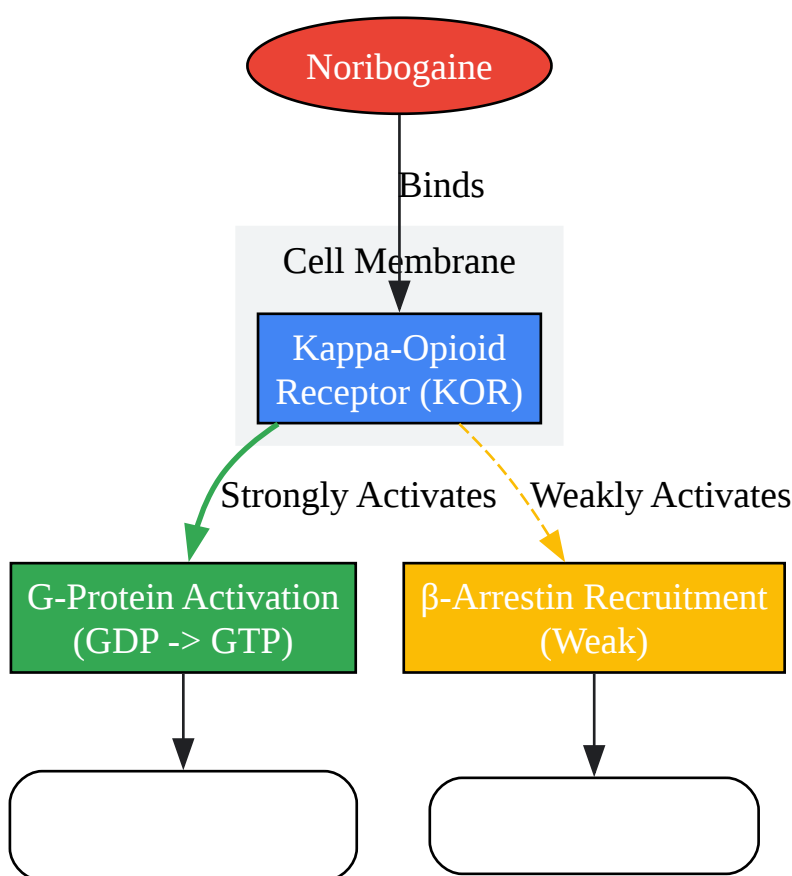 Noribogaine
Binds
Cell Membrane
Kappa-Opioid
Receptor (KOR)
Strongly Activates
Weakly Activates
G-Protein Activation
(GDP -> GTP)
β-Arrestin Recruitment
(Weak)